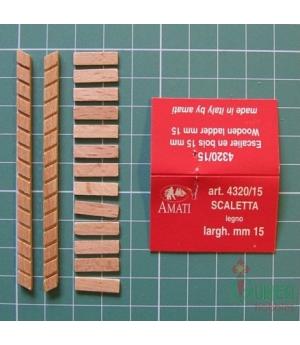 made in Italy by amati
Wooden ladder mm 15
Escalier en bois 15 mm
4320/15-
AMATI
art. 4320/15
SCALETTA
legno
largh. mm 15